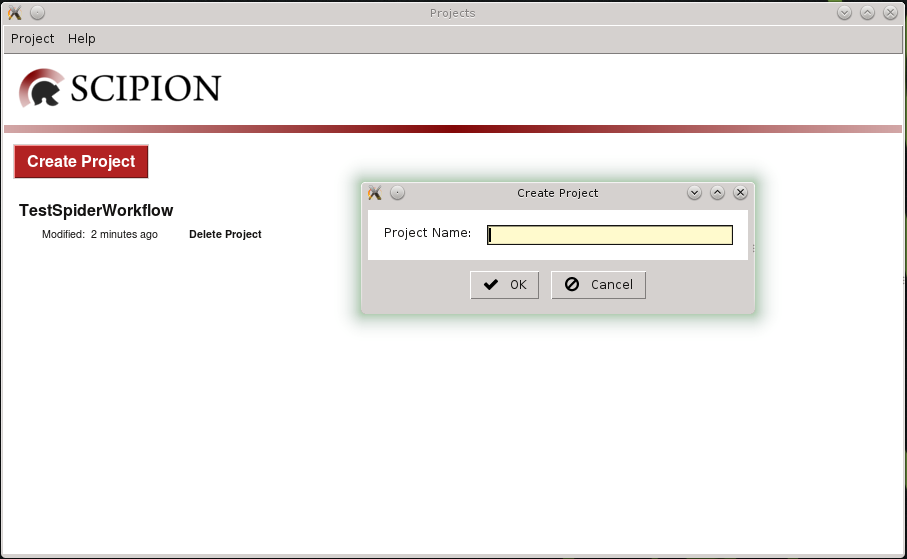 Projects
Project Help
SCIPION
Create Project
TestSpiderWorkflow
Modified: 2 minutes ago Delete Project
Create Project
Project Name:
OK Cancel